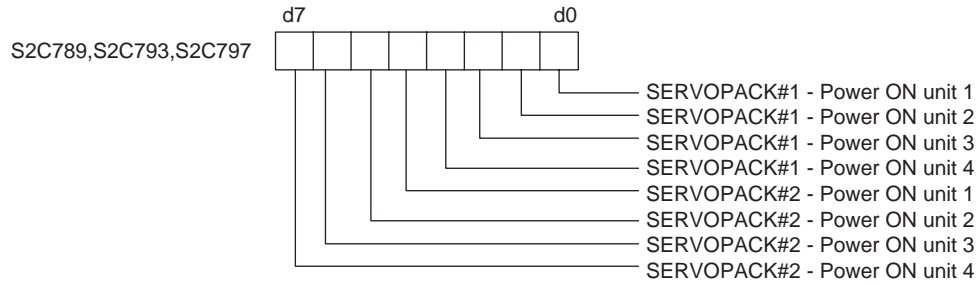 d7 d0
S2C789,S2C793,S2C797
SERVOPACK#1 - Power ON unit 1
SERVOPACK#1 - Power ON unit 2
SERVOPACK#1 - Power ON unit 3
SERVOPACK#1 - Power ON unit 4
SERVOPACK#2 - Power ON unit 1
SERVOPACK#2 - Power ON unit 2
SERVOPACK#2 - Power ON unit 3
SERVOPACK#2 - Power ON unit 4